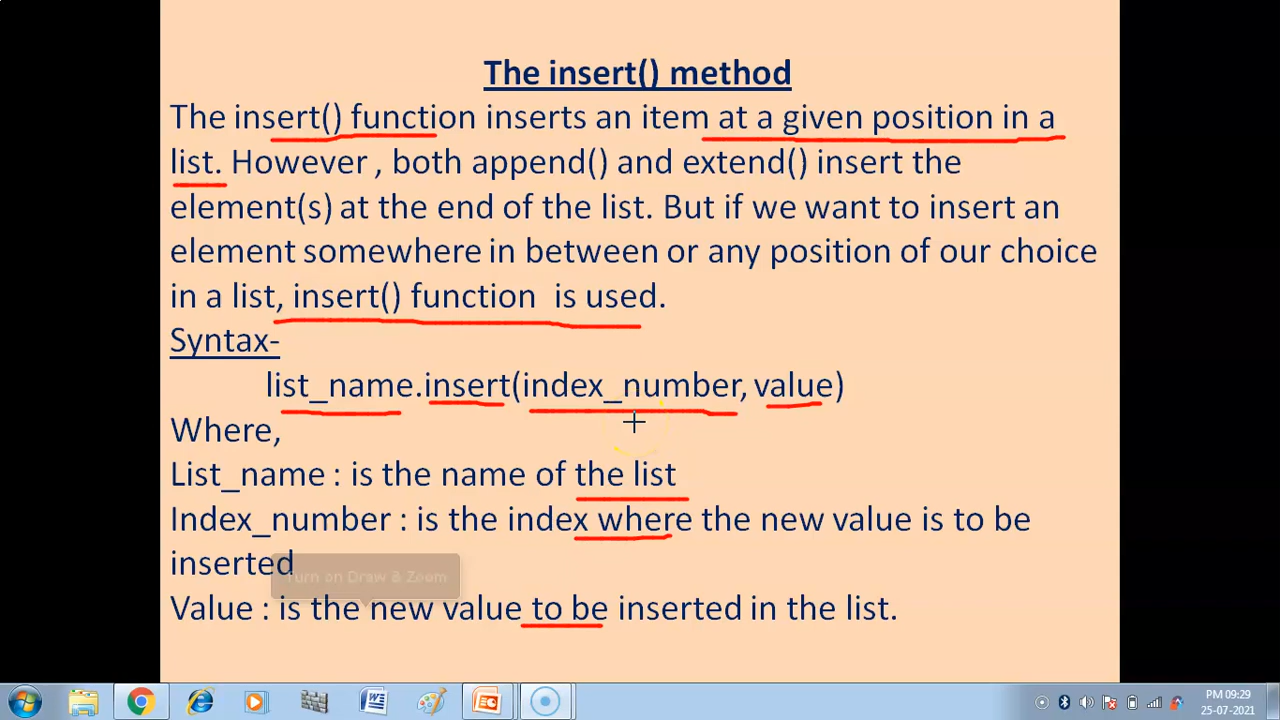 The insert() method
The insert() function inserts an item at a given position in a
list. However , both append() and extend() insert the
element(s) at the end of the list. But if we want to insert an
element somewhere in between or any position of our choice
in a list, insert() function is used.
Syntax-
list_name.insert(index_number, value)
Where,
List_name : is the name of the list
Index_number : is the index where the new value is to be
inserted
Turn on Draw & Zoom
Value : is the new value to be inserted in the list.
PM 09:29
25-07-2021